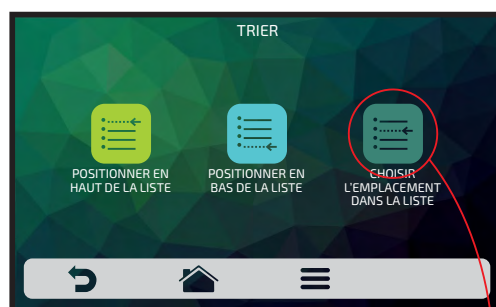 TRIER
POSITIONNER EN
HAUT DE LA LISTE
POSITIONNER EN
BAS DE LA LISTE
CHOISIR
L'EMPLACEMENT
DANS LA LISTE